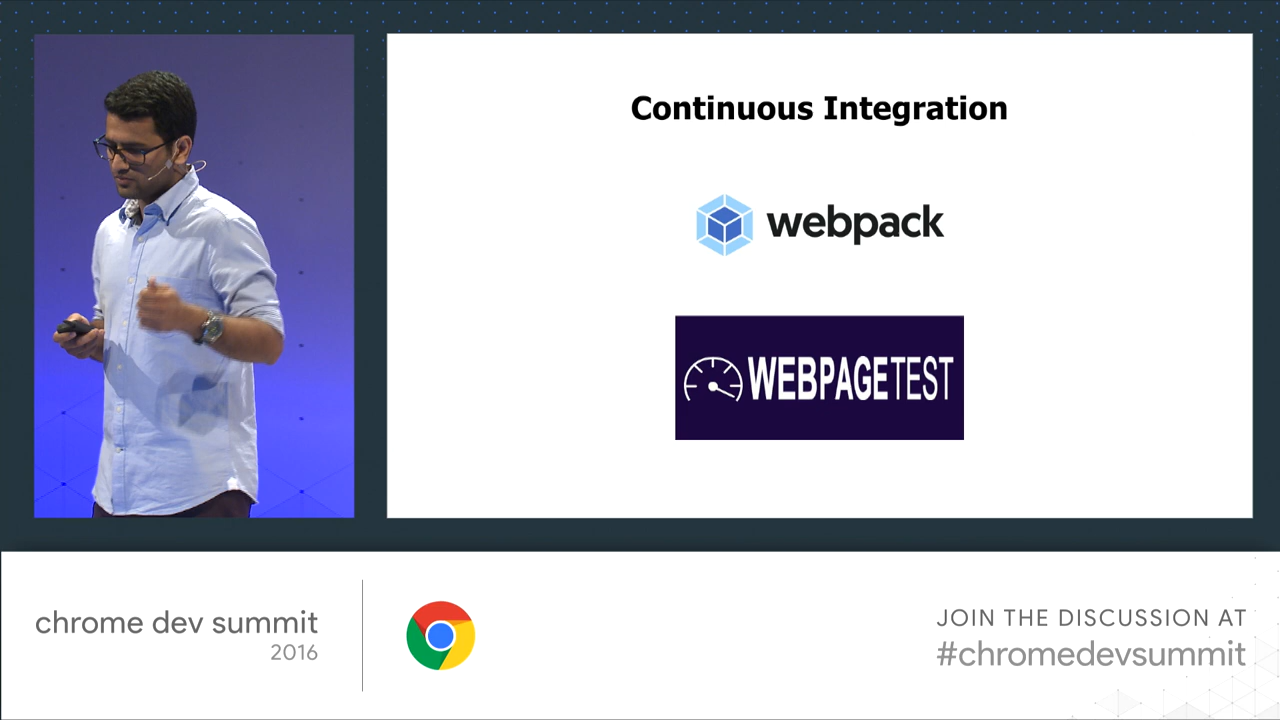 Continuous Integration
webpack
WEBPAGETEST
chrome dev summit
2016
JOIN THE DISCUSSION AT
#chromedevsummit